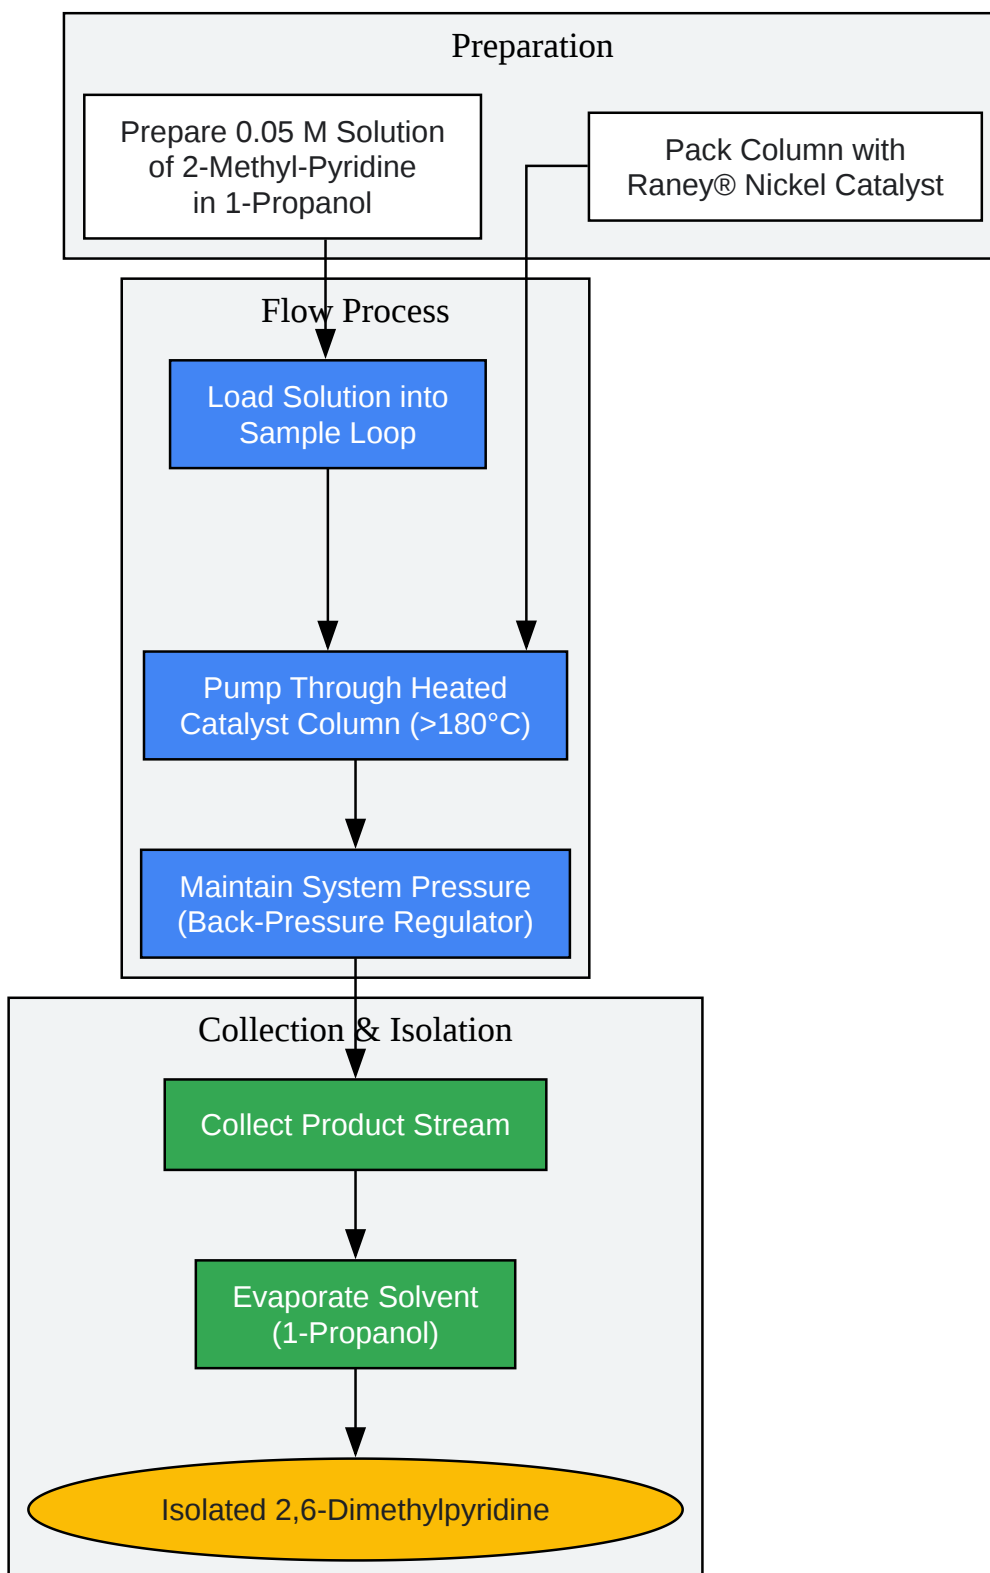 Preparation
Prepare 0.05 M Solution
of 2-Methyl-Pyridine
in 1-Propanol
Pack Column with
Raney® Nickel Catalyst
Flow Process
Load Solution into
Sample Loop
Pump Through Heated
Catalyst Column (>180°C)
Maintain System Pressure
(Back-Pressure Regulator)
Collection & Isolation
Collect Product Stream
Evaporate Solvent
(1-Propanol)
Isolated 2,6-Dimethylpyridine